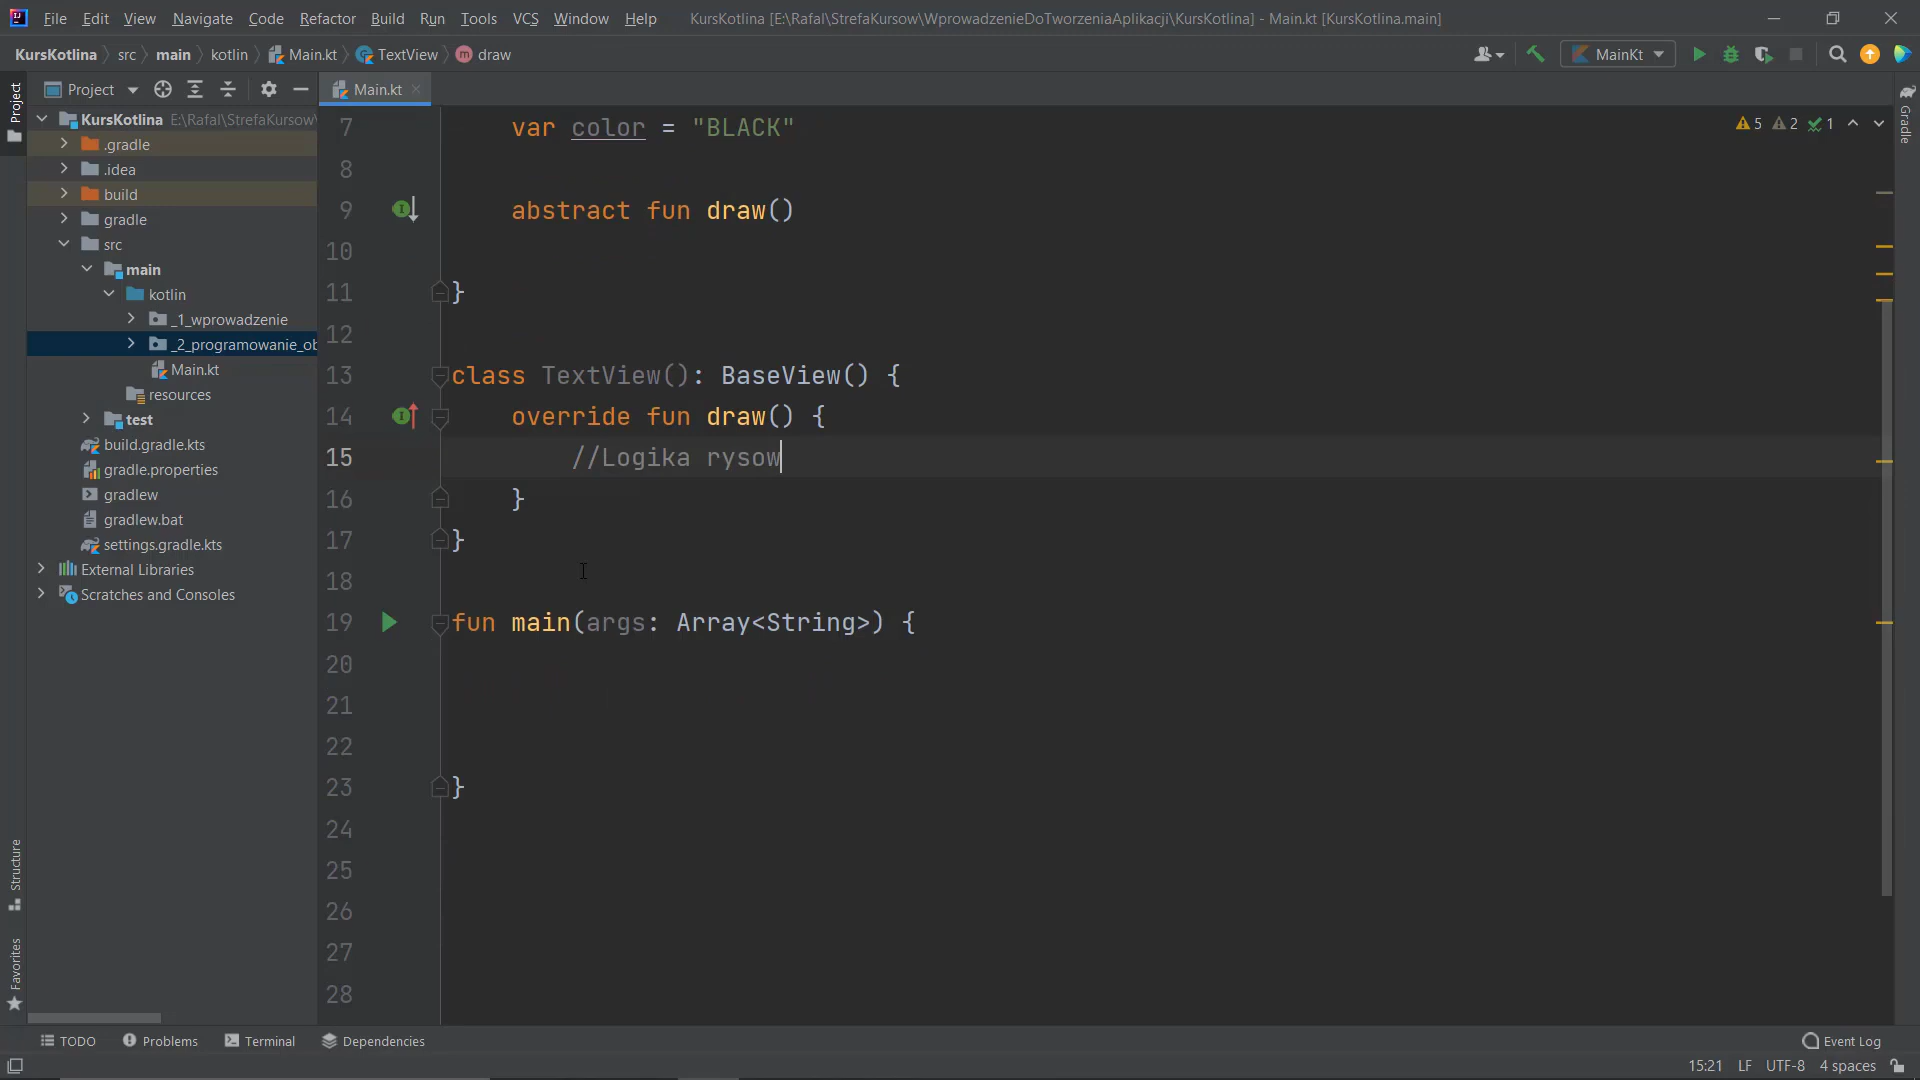 File Edit View Navigate Code Refactor Build Run Tools VCS Window Help KursKotlina [E:\Rafal\StrefaKursow\WprowadzenieDoTworzeniaAplikacji\KursKotlina] - Main.kt [KursKotlina.main]
KursKotlina src main kotlin Main.kt TextView draw MainKt
Project Main.kt
KursKotlina E:\Rafal\StrefaKursow\
.gradle
.idea
build
gradle
src
main
kotlin
_1_wprowadzenie
_2_programowanie_ob
Main.kt
resources
test
build.gradle.kts
gradle.properties
gradlew
gradlew.bat
settings.gradle.kts
External Libraries
Scratches and Consoles
Project
Structure
Favorites
Gradle
5 2 1
7 var color = "BLACK"
8
9 abstract fun draw()
10
11 }
12
13 class TextView(): BaseView() {
14 override fun draw() {
15 //Logika rysow
16 }
17 }
18
19 fun main(args: Array<String>) {
20
21
22
23 }
24
25
26
27
28
TODO Problems Terminal Dependencies Event Log
15:21 LF UTF-8 4 spaces